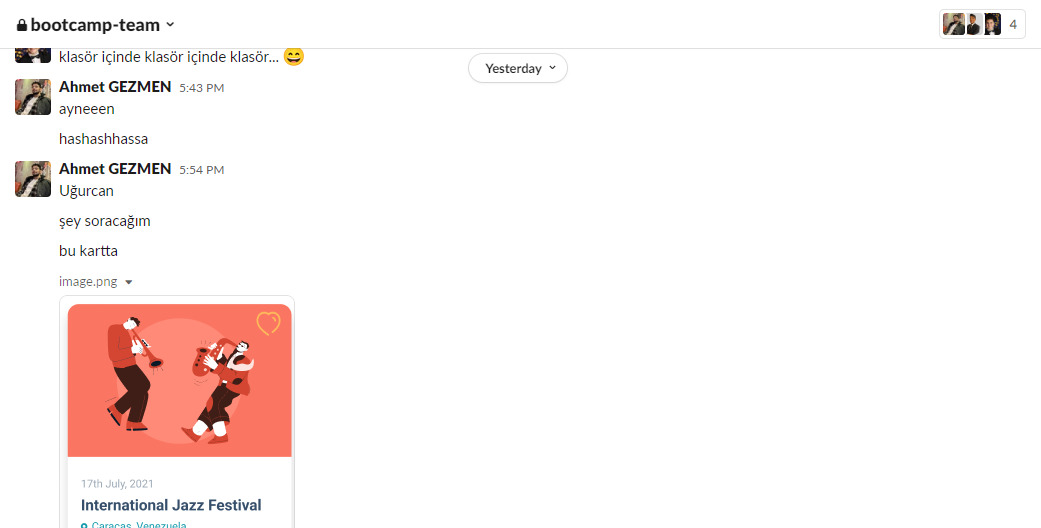 bootcamp-team
4
klasör içinde klasör içinde klasör... 😄
Yesterday
Ahmet GEZMEN 5:43 PM
ayneeen
hashashhassa
Ahmet GEZMEN 5:54 PM
Uğurcan
şey soracağım
bu kartta
image.png
17th July, 2021
International Jazz Festival
Caracas, Venezuela